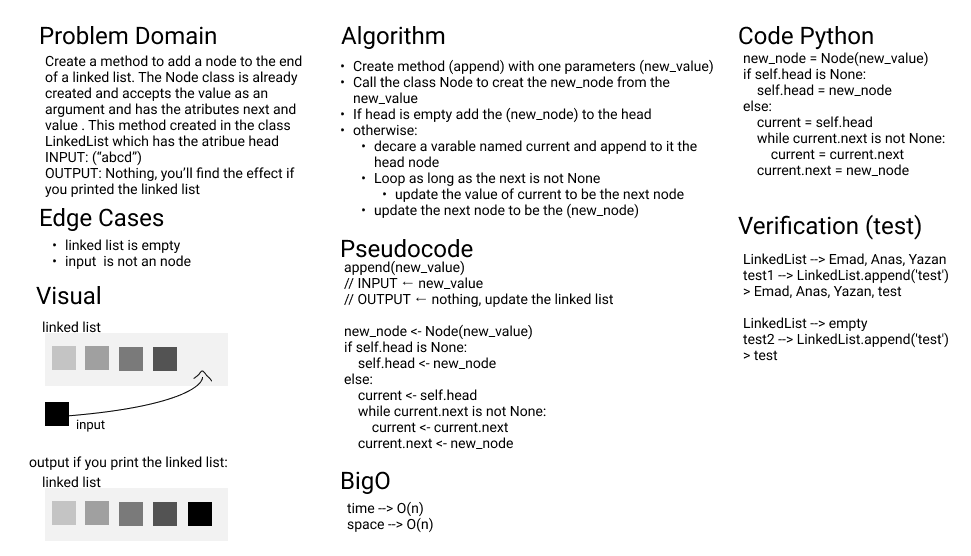 Problem Domain
Create a method to add a node to the end
of a linked list. The Node class is already
created and accepts the value as an
argument and has the atributes next and
value . This method created in the class
LinkedList which has the atribue head
INPUT: (“abcd”)
OUTPUT: Nothing, you’ll find the effect if
you printed the linked list
Edge Cases
• linked list is empty
• input  is not an node
Visual
linked list
input
output if you print the linked list:
linked list
Algorithm
• Create method (append) with one parameters (new_value)
• Call the class Node to creat the new_node from the
new_value
• If head is empty add the (new_node) to the head
• otherwise:
• decare a varable named current and append to it the
head node
• Loop as long as the next is not None
• update the value of current to be the next node
• update the next node to be the (new_node)
Pseudocode
append(new_value)
// INPUT ← new_value
// OUTPUT ← nothing, update the linked list
new_node <- Node(new_value)
if self.head is None:
self.head <- new_node
else:
current <- self.head
while current.next is not None:
current <- current.next
current.next <- new_node
BigO
time --> O(n)
space --> O(n)
Code Python
new_node = Node(new_value)
if self.head is None:
self.head = new_node
else:
current = self.head
while current.next is not None:
current = current.next
current.next = new_node
Verification (test)
LinkedList --> Emad, Anas, Yazan
test1 --> LinkedList.append('test')
> Emad, Anas, Yazan, test
LinkedList --> empty
test2 --> LinkedList.append('test')
> test